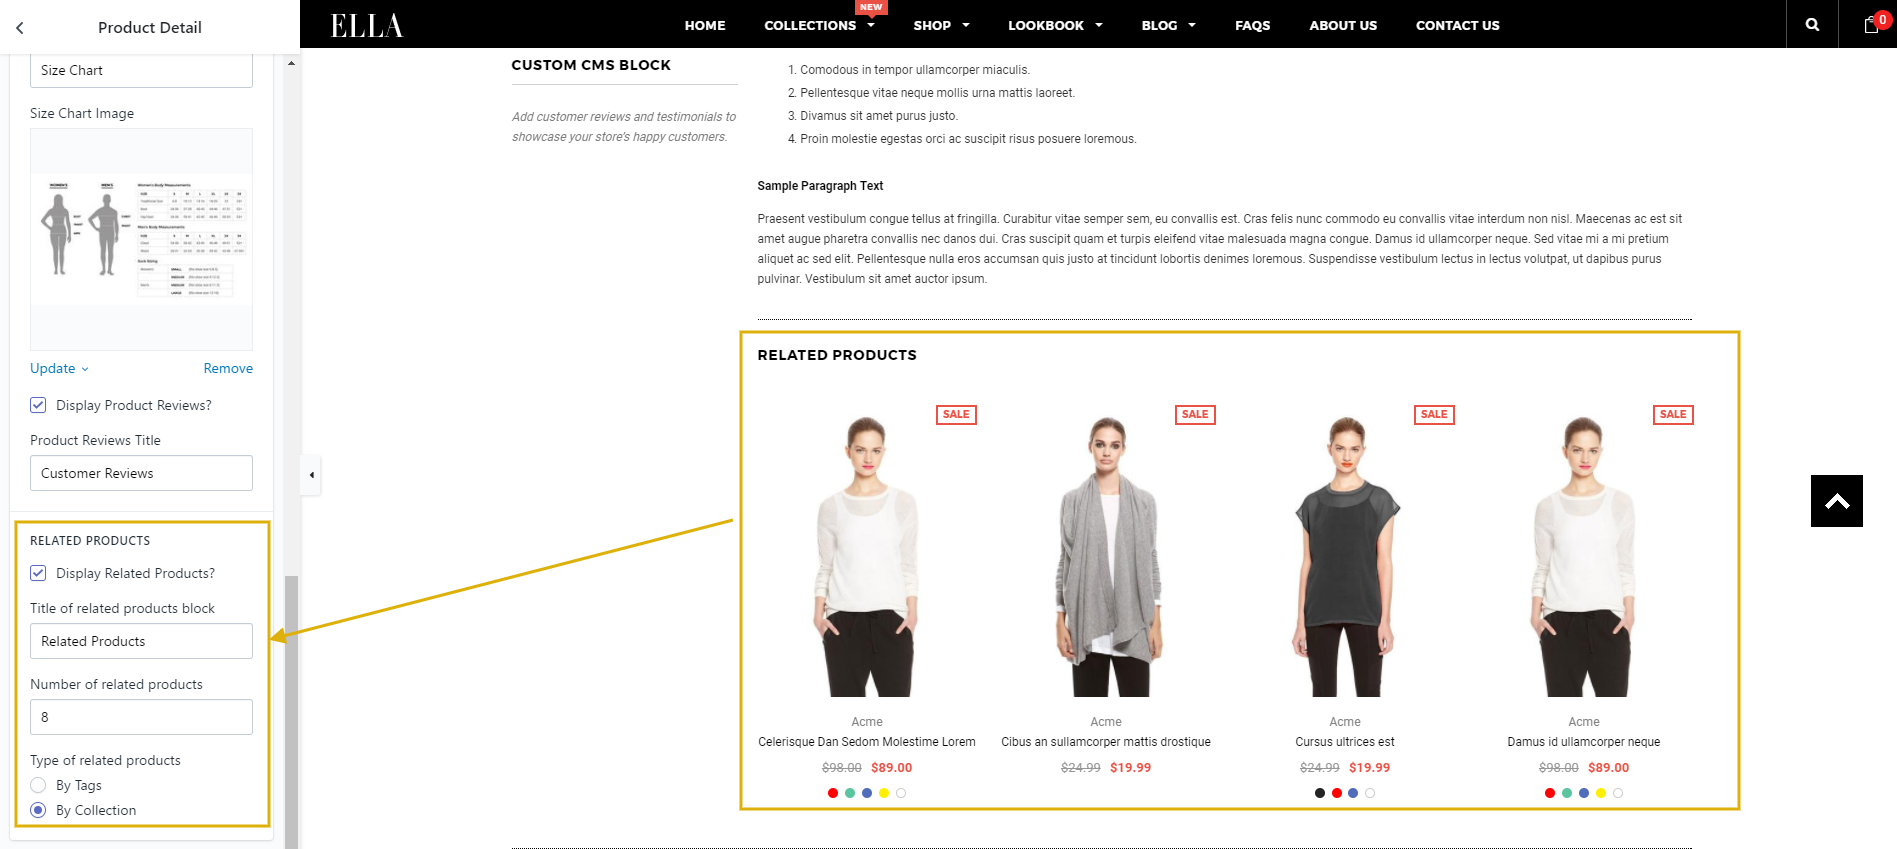 Product Detail
Size Chart
Size Chart Image
WOMEN'S
MEN'S
Women's Body Measurements
Men's Body Measurements
Update
Remove
Display Product Reviews?
Product Reviews Title
Customer Reviews
RELATED PRODUCTS
Display Related Products?
Title of related products block
Related Products
Number of related products
8
Type of related products
By Tags
By Collection
ELLA
HOME
COLLECTIONS
NEW
SHOP
LOOKBOOK
BLOG
FAQS
ABOUT US
CONTACT US
0
CUSTOM CMS BLOCK
Add customer reviews and testimonials to
showcase your store's happy customers.
1. Comodous in tempor ullamcorper miaculis.
2. Pellentesque vitae neque mollis urna mattis laoreet.
3. Divamus sit amet purus justo.
4. Proin molestie egestas orci ac suscipit risus posuere loremous.
Sample Paragraph Text
Praesent vestibulum congue tellus at fringilla. Curabitur vitae semper sem, eu convallis est. Cras felis nunc commodo eu convallis vitae interdum non nisl. Maecenas ac est sit
amet augue pharetra convallis nec danos dui. Cras suscipit quam et turpis eleifend vitae malesuada magna congue. Damus id ullamcorper neque. Sed vitae mi a mi pretium
aliquet ac sed elit. Pellentesque nulla eros accumsan quis justo at tincidunt lobortis denimes loremous. Suspendisse vestibulum lectus in lectus volutpat, ut dapibus purus
pulvinar. Vestibulum sit amet auctor ipsum.
RELATED PRODUCTS
SALE
SALE
SALE
SALE
Acme
Celerisque Dan Sedom Molestime Lorem
$98.00 $89.00
Acme
Cibus an sullamcorper mattis drostique
$24.99 $19.99
Acme
Cursus ultrices est
$24.99 $19.99
Acme
Damus id ullamcorper neque
$98.00 $89.00